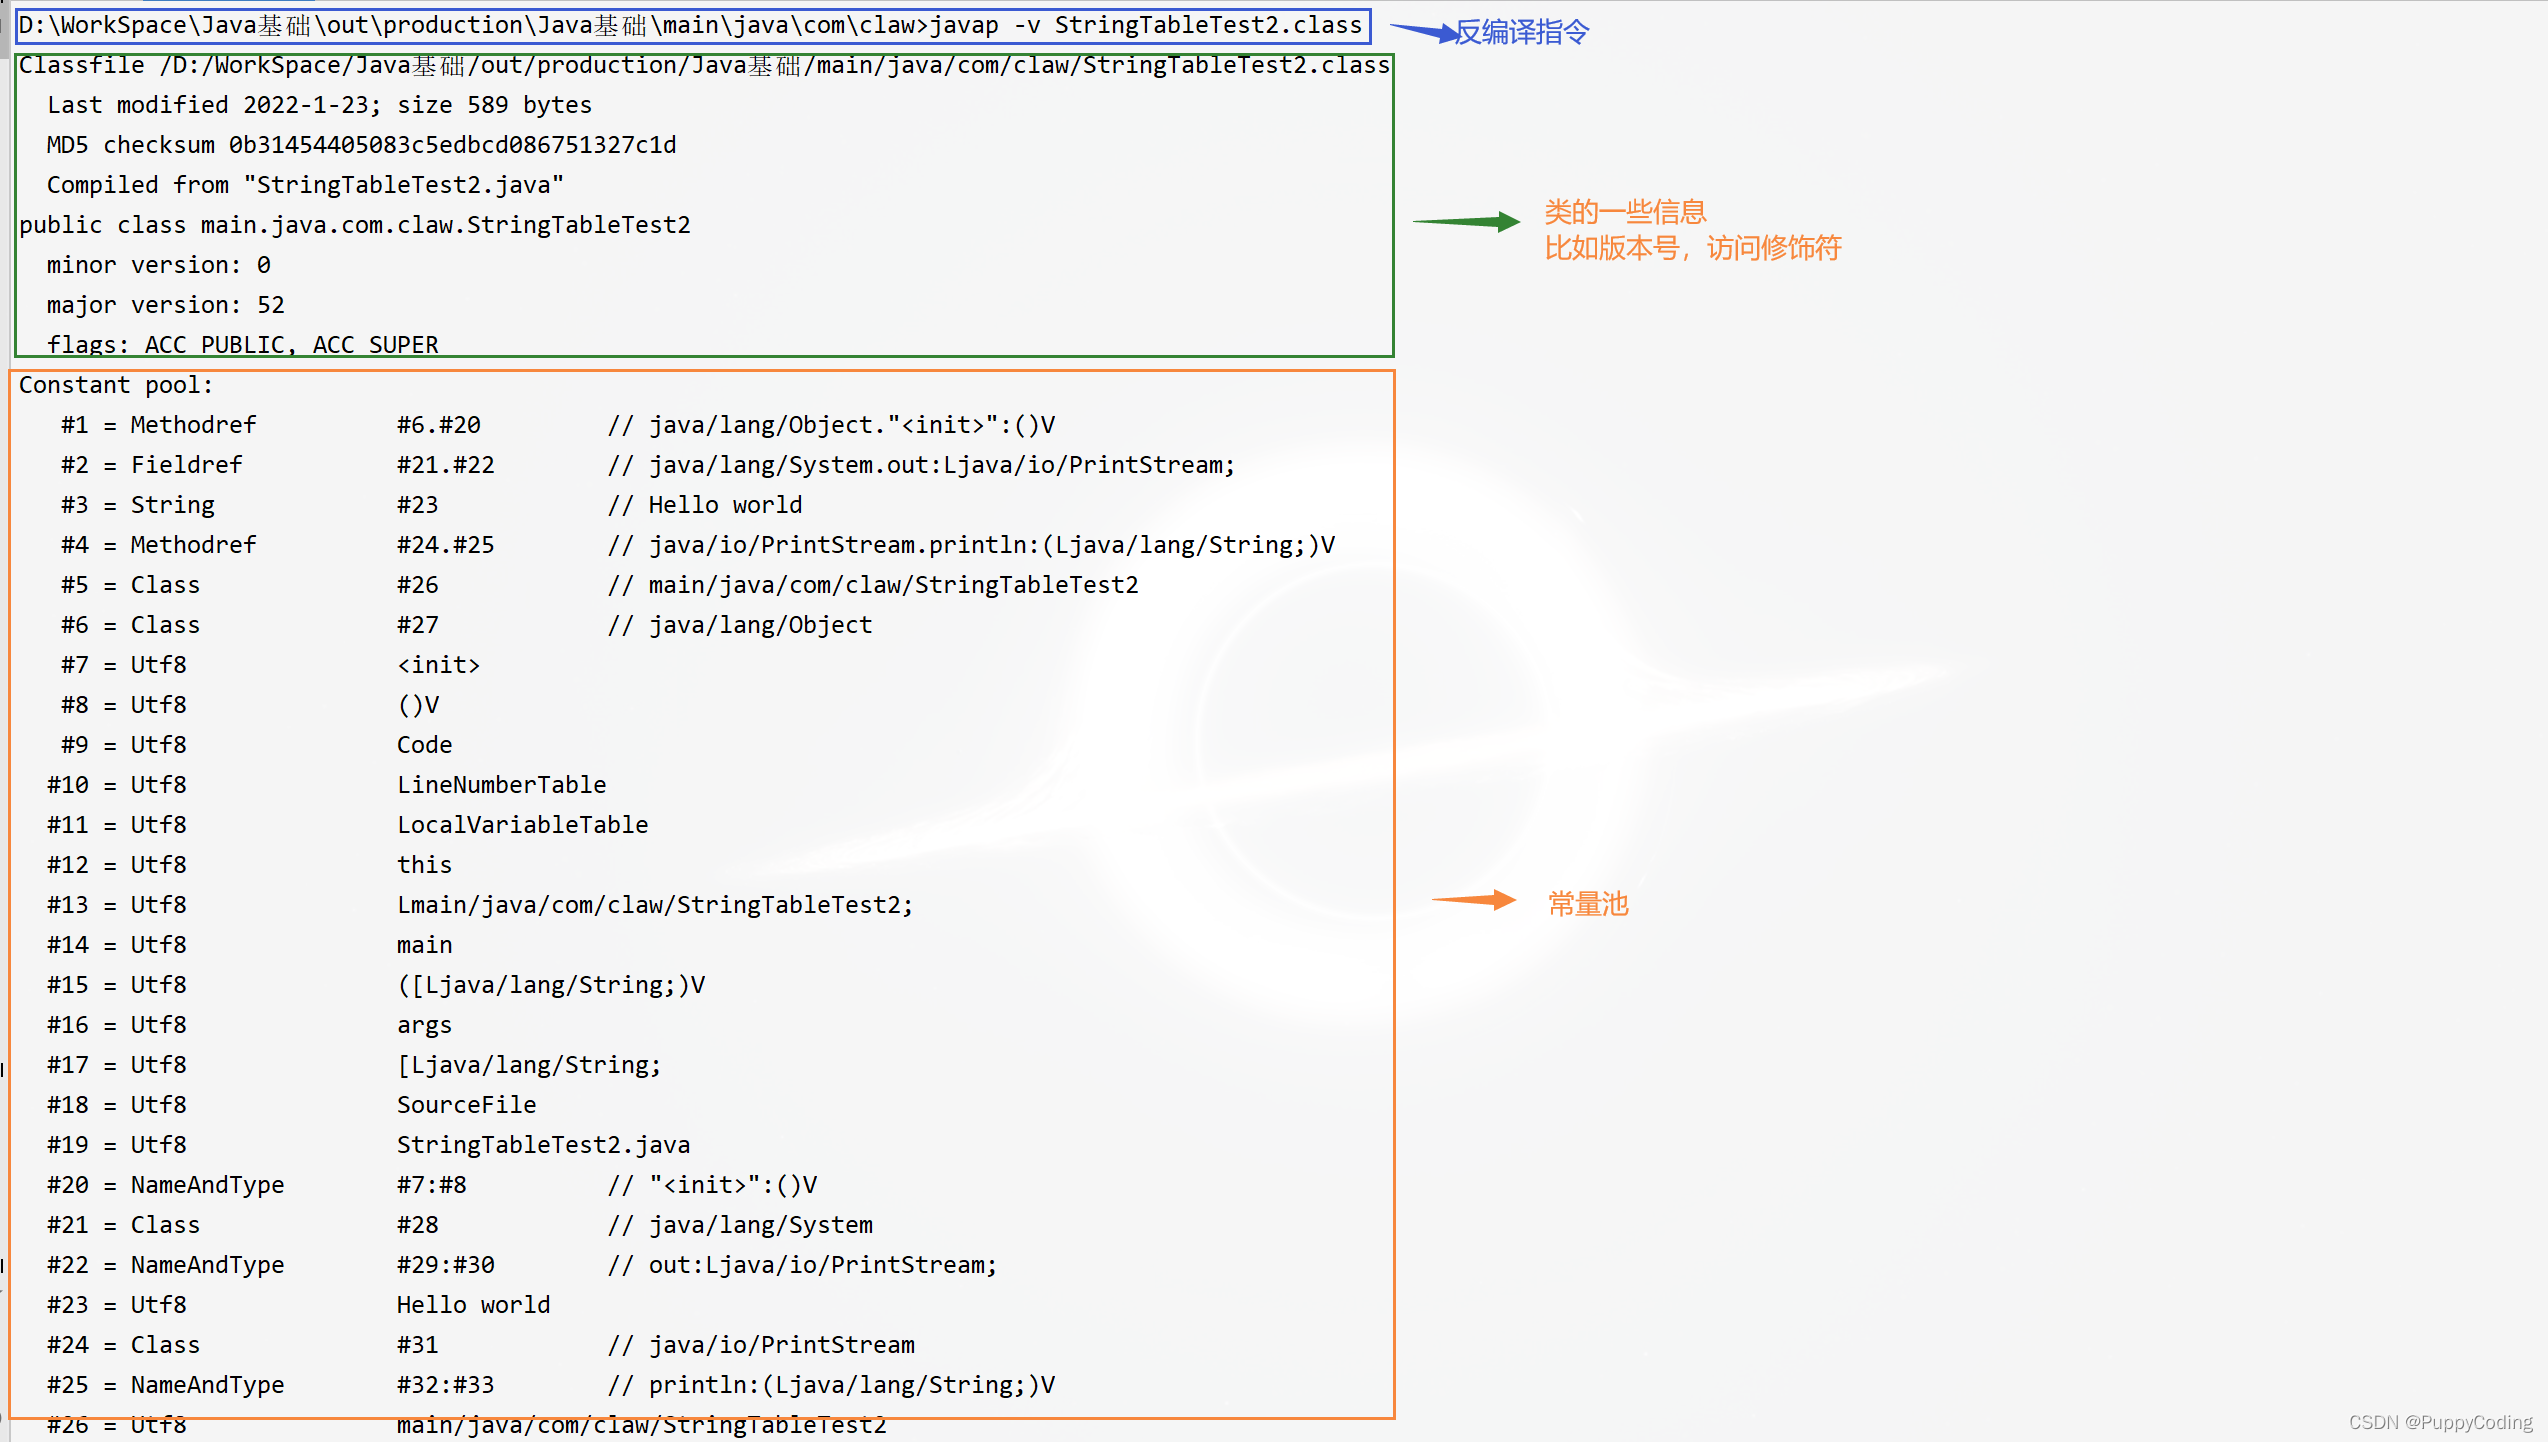 D:\WorkSpace\Java基础\out\production\Java基础\main\java\com\claw>javap -v StringTableTest2.class
反编译指令
Classfile /D:/WorkSpace/Java基础/out/production/Java基础/main/java/com/claw/StringTableTest2.class
Last modified 2022-1-23; size 589 bytes
MD5 checksum 0b31454405083c5edbcd086751327c1d
Compiled from "StringTableTest2.java"
public class main.java.com.claw.StringTableTest2
minor version: 0
major version: 52
flags: ACC_PUBLIC, ACC_SUPER
类的一些信息
比如版本号，访问修饰符
Constant pool:
#1 = Methodref #6.#20 // java/lang/Object."<init>":()V
#2 = Fieldref #21.#22 // java/lang/System.out:Ljava/io/PrintStream;
#3 = String #23 // Hello world
#4 = Methodref #24.#25 // java/io/PrintStream.println:(Ljava/lang/String;)V
#5 = Class #26 // main/java/com/claw/StringTableTest2
#6 = Class #27 // java/lang/Object
#7 = Utf8 <init>
#8 = Utf8 ()V
#9 = Utf8 Code
#10 = Utf8 LineNumberTable
#11 = Utf8 LocalVariableTable
#12 = Utf8 this
#13 = Utf8 Lmain/java/com/claw/StringTableTest2;
#14 = Utf8 main
#15 = Utf8 ([Ljava/lang/String;)V
#16 = Utf8 args
#17 = Utf8 [Ljava/lang/String;
#18 = Utf8 SourceFile
#19 = Utf8 StringTableTest2.java
#20 = NameAndType #7:#8 // "<init>":()V
#21 = Class #28 // java/lang/System
#22 = NameAndType #29:#30 // out:Ljava/io/PrintStream;
#23 = Utf8 Hello world
#24 = Class #31 // java/io/PrintStream
#25 = NameAndType #32:#33 // println:(Ljava/lang/String;)V
#26 = Utf8 main/java/com/claw/StringTableTest2
常量池
CSDN @PuppyCoding